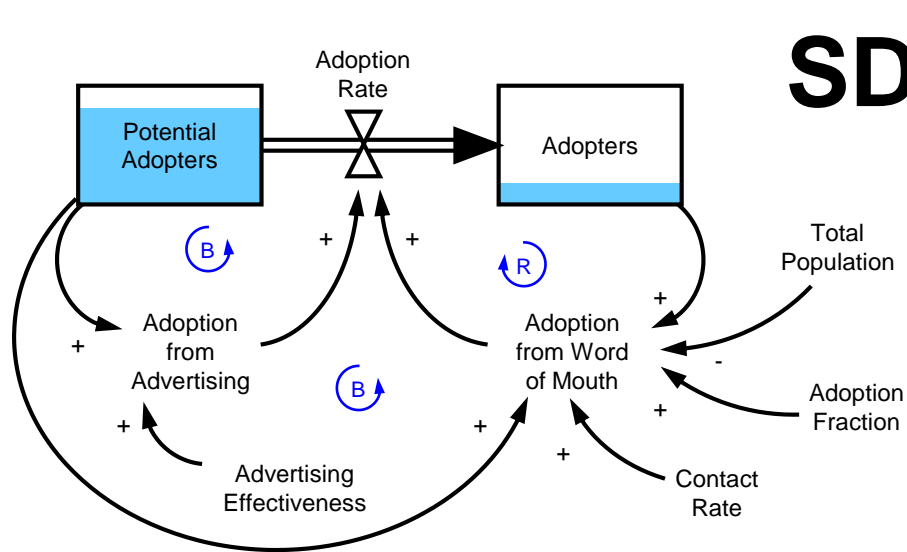 SD
Adoption
Rate
Potential
Adopters
Adopters
B
+
+
R
Total
Population
+
+
Adoption
from
Advertising
Adoption
from Word
of Mouth
-
B
Adoption
Fraction
+
+
+
+
Advertising
Effectiveness
Contact
Rate